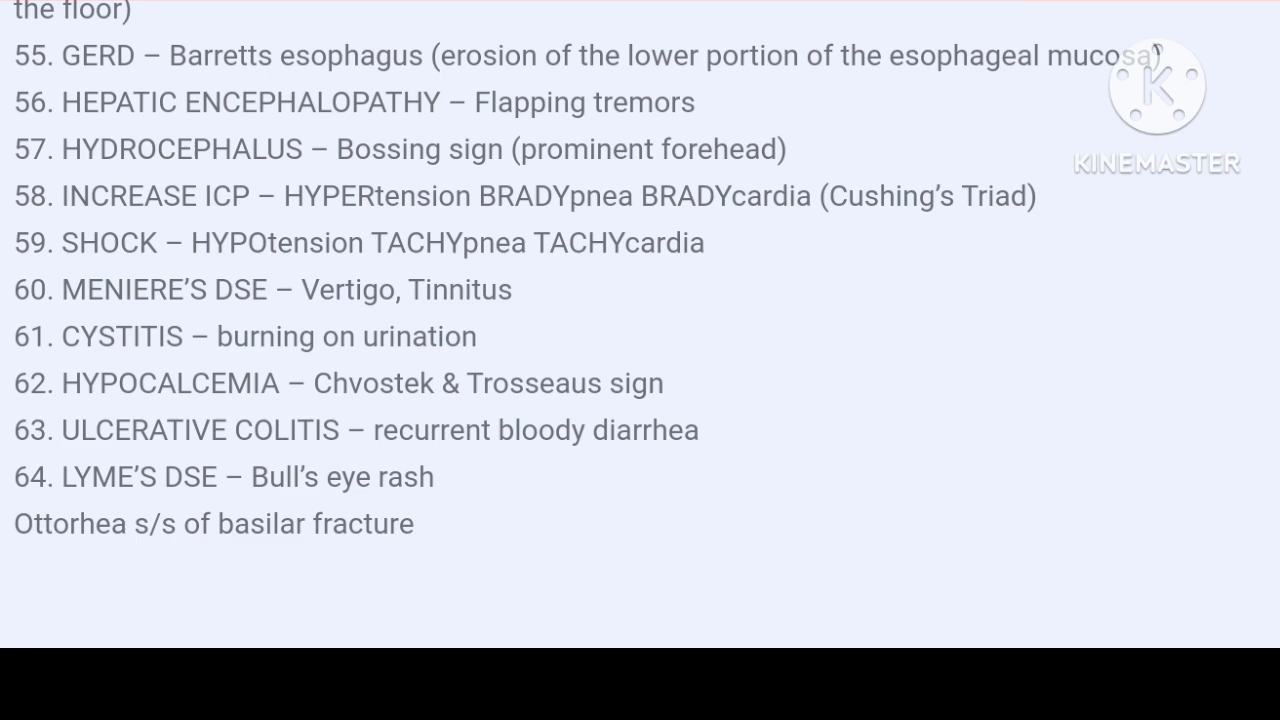 the floor)
55. GERD – Barretts esophagus (erosion of the lower portion of the esophageal mucosa)
56. HEPATIC ENCEPHALOPATHY – Flapping tremors
57. HYDROCEPHALUS – Bossing sign (prominent forehead)
58. INCREASE ICP – HYPERtension BRADYpnea BRADYcardia (Cushing’s Triad)
59. SHOCK – HYPOtension TACHYpnea TACHYcardia
60. MENIERE’S DSE – Vertigo, Tinnitus
61. CYSTITIS – burning on urination
62. HYPOCALCEMIA – Chvostek & Trosseaus sign
63. ULCERATIVE COLITIS – recurrent bloody diarrhea
64. LYME’S DSE – Bull’s eye rash
Ottorhea s/s of basilar fracture
K
KINEMASTER